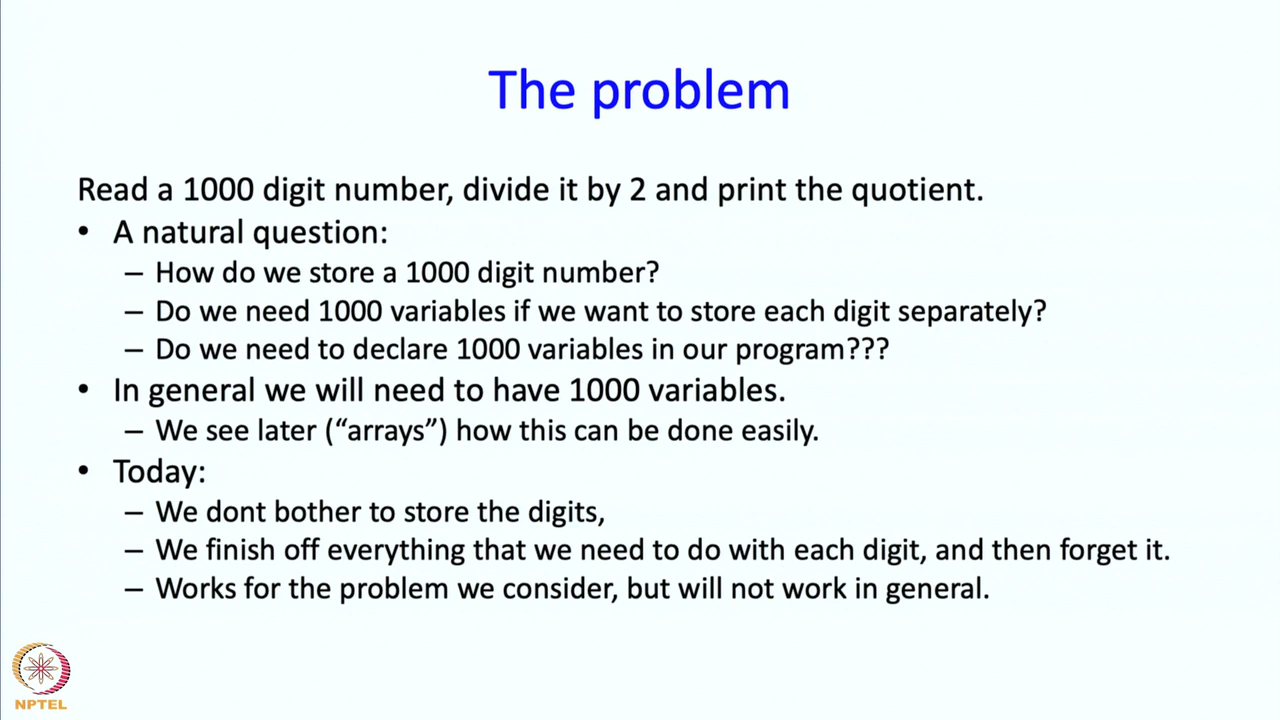 The problem
Read a 1000 digit number, divide it by 2 and print the quotient.
• A natural question:
– How do we store a 1000 digit number?
– Do we need 1000 variables if we want to store each digit separately?
– Do we need to declare 1000 variables in our program???
• In general we will need to have 1000 variables.
– We see later (“arrays”) how this can be done easily.
• Today:
– We dont bother to store the digits,
– We finish off everything that we need to do with each digit, and then forget it.
– Works for the problem we consider, but will not work in general.
NPTEL